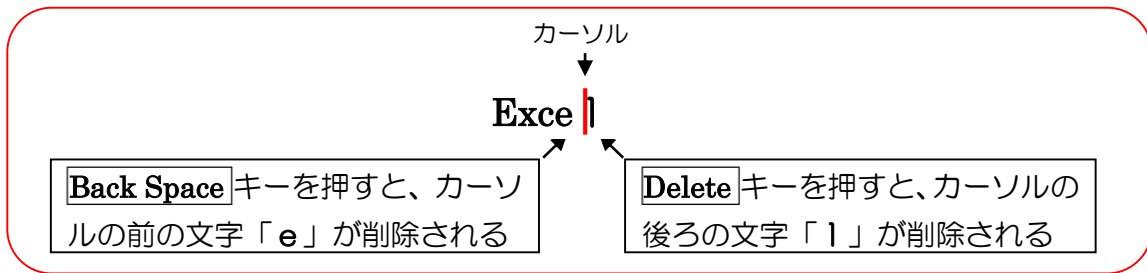 カーソル
Exce l
Back Space キーを押すと、カーソ
ルの前の文字「e」が削除される
Delete キーを押すと、カーソルの
後ろの文字「l」が削除される